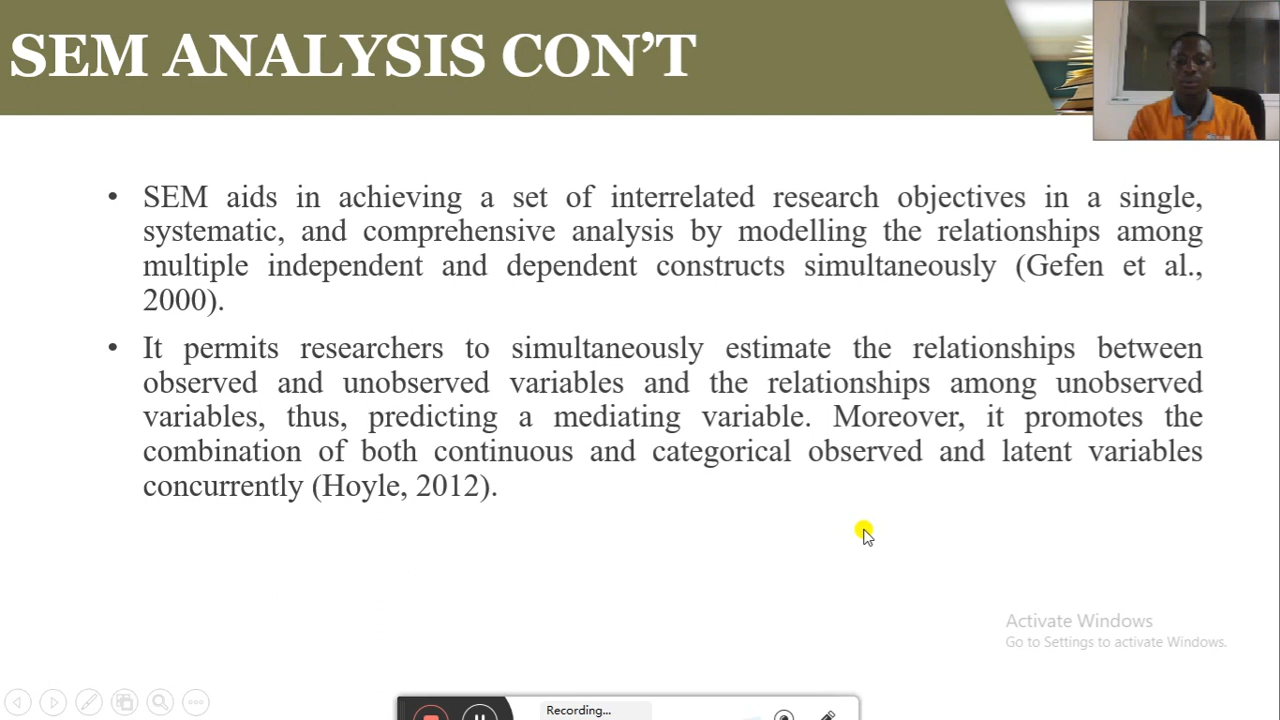 SEM ANALYSIS CON’T
• SEM aids in achieving a set of interrelated research objectives in a single,
systematic, and comprehensive analysis by modelling the relationships among
multiple independent and dependent constructs simultaneously (Gefen et al.,
2000).
• It permits researchers to simultaneously estimate the relationships between
observed and unobserved variables and the relationships among unobserved
variables, thus, predicting a mediating variable. Moreover, it promotes the
combination of both continuous and categorical observed and latent variables
concurrently (Hoyle, 2012).
Activate Windows
Go to Settings to activate Windows.
Recording...